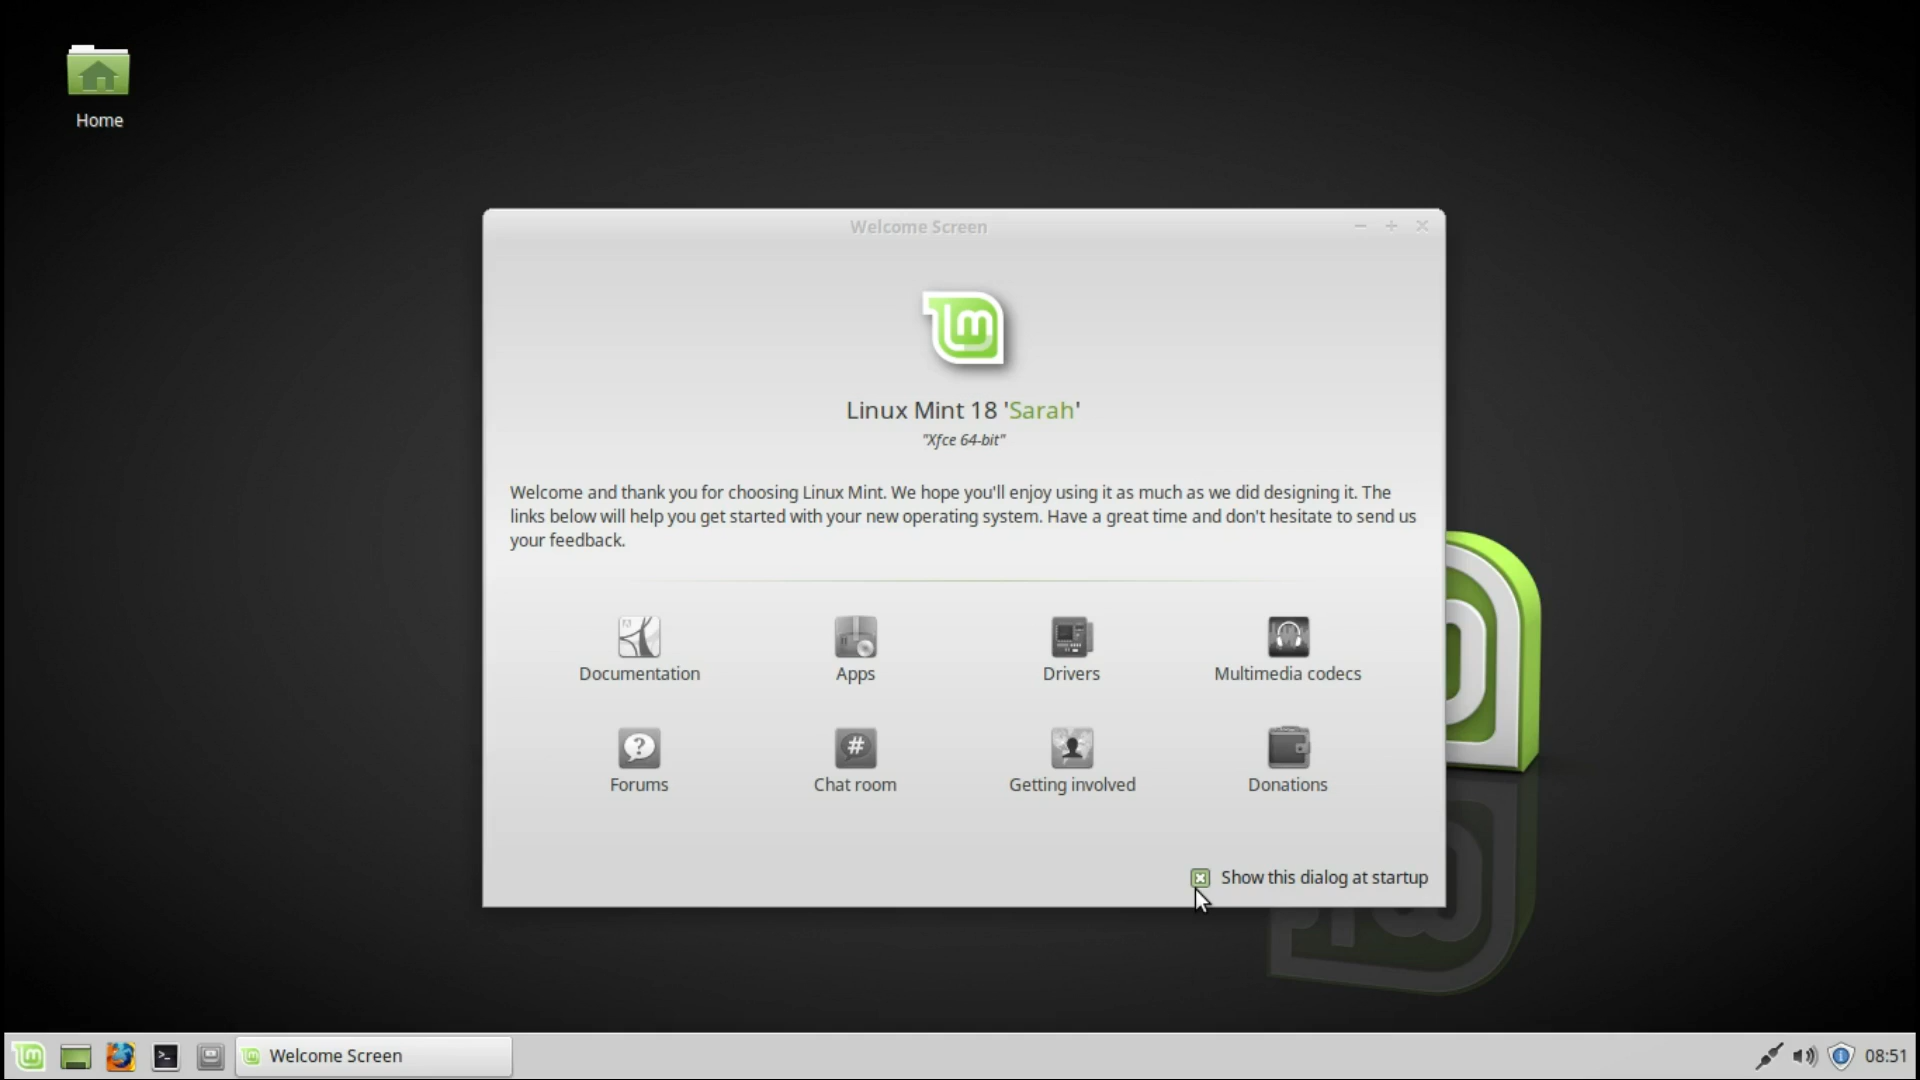 Home
Welcome Screen
Linux Mint 18 'Sarah'
"Xfce 64-bit"
Welcome and thank you for choosing Linux Mint. We hope you'll enjoy using it as much as we did designing it. The
links below will help you get started with your new operating system. Have a great time and don't hesitate to send us
your feedback.
Documentation
Apps
Drivers
Multimedia codecs
Forums
Chat room
Getting involved
Donations
Show this dialog at startup
Welcome Screen
08:51